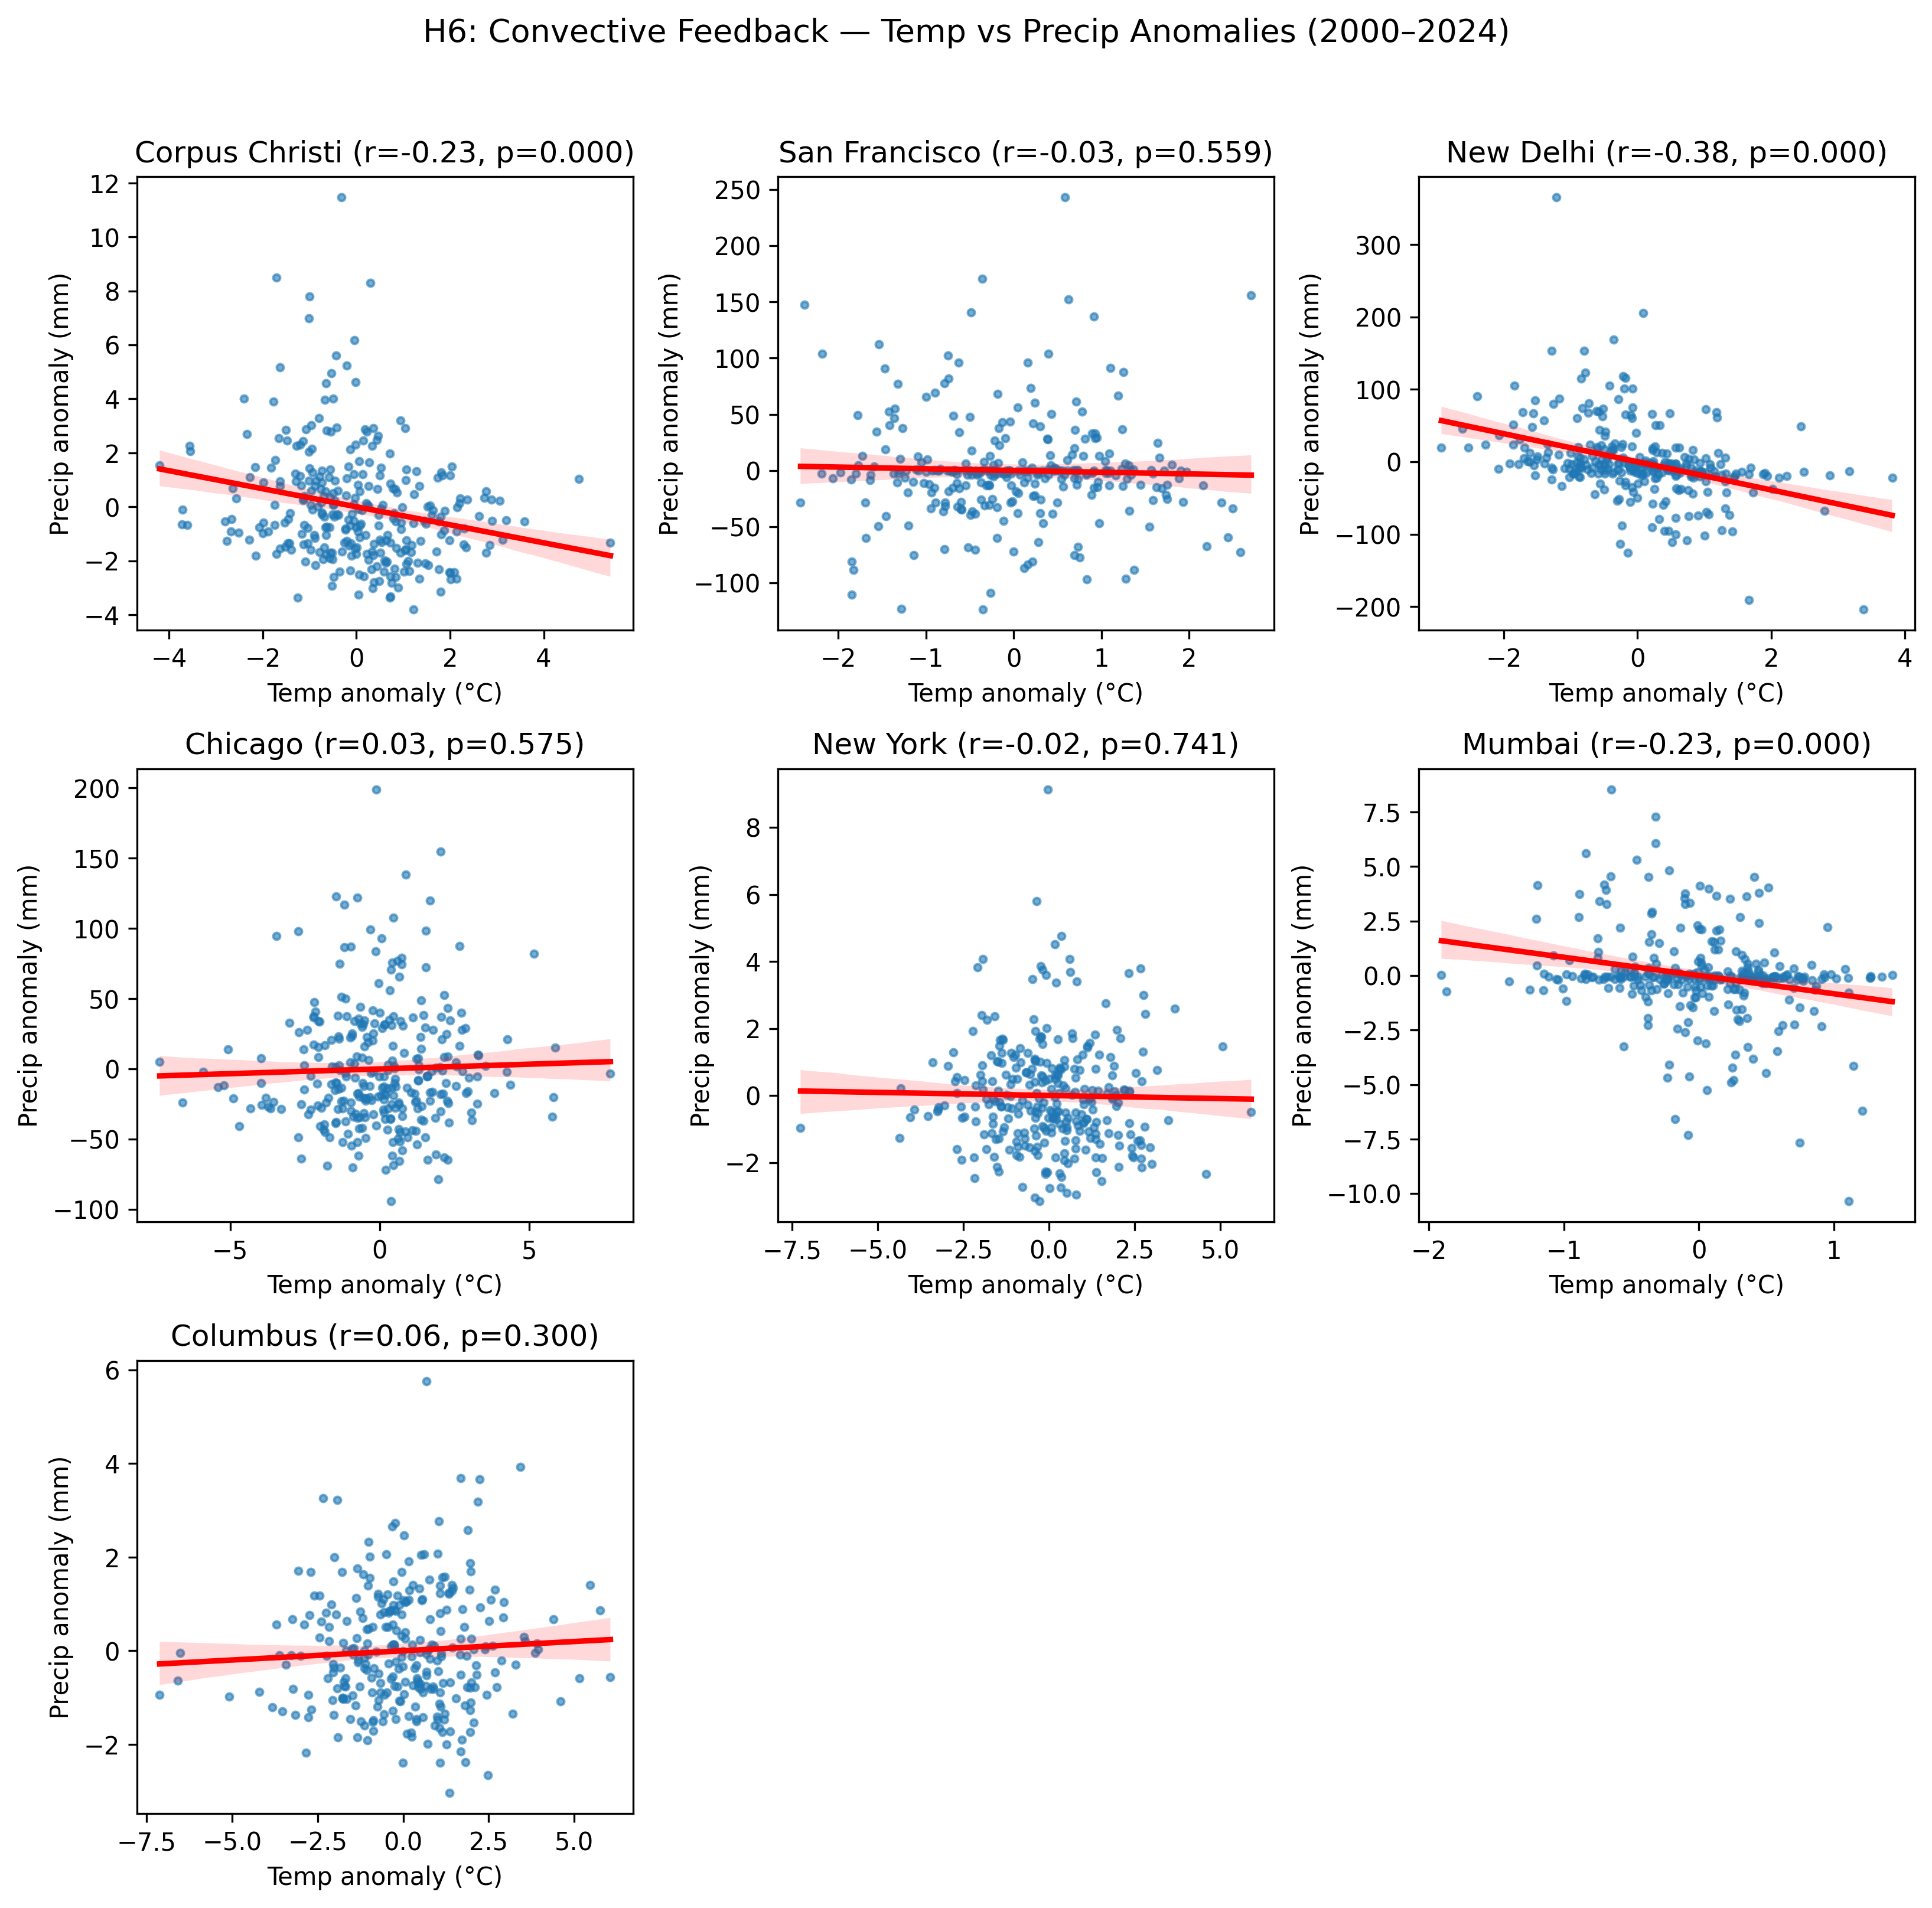 H6: Convective Feedback — Temp vs Precip Anomalies (2000–2024)
Corpus Christi (r=-0.23, p=0.000)
12
10
8
6
4
2
0
−2
−4
Precip anomaly (mm)
−4 −2 0 2 4
Temp anomaly (°C)
San Francisco (r=-0.03, p=0.559)
250
200
150
100
50
0
−50
−100
Precip anomaly (mm)
−2 −1 0 1 2
Temp anomaly (°C)
New Delhi (r=-0.38, p=0.000)
300
200
100
0
−100
−200
Precip anomaly (mm)
−2 0 2 4
Temp anomaly (°C)
Chicago (r=0.03, p=0.575)
200
150
100
50
0
−50
−100
Precip anomaly (mm)
−5 0 5
Temp anomaly (°C)
New York (r=-0.02, p=0.741)
8
6
4
2
0
−2
Precip anomaly (mm)
−7.5 −5.0 −2.5 0.0 2.5 5.0
Temp anomaly (°C)
Mumbai (r=-0.23, p=0.000)
7.5
5.0
2.5
0.0
−2.5
−5.0
−7.5
−10.0
Precip anomaly (mm)
−2 −1 0 1
Temp anomaly (°C)
Columbus (r=0.06, p=0.300)
6
4
2
0
−2
Precip anomaly (mm)
−7.5 −5.0 −2.5 0.0 2.5 5.0
Temp anomaly (°C)